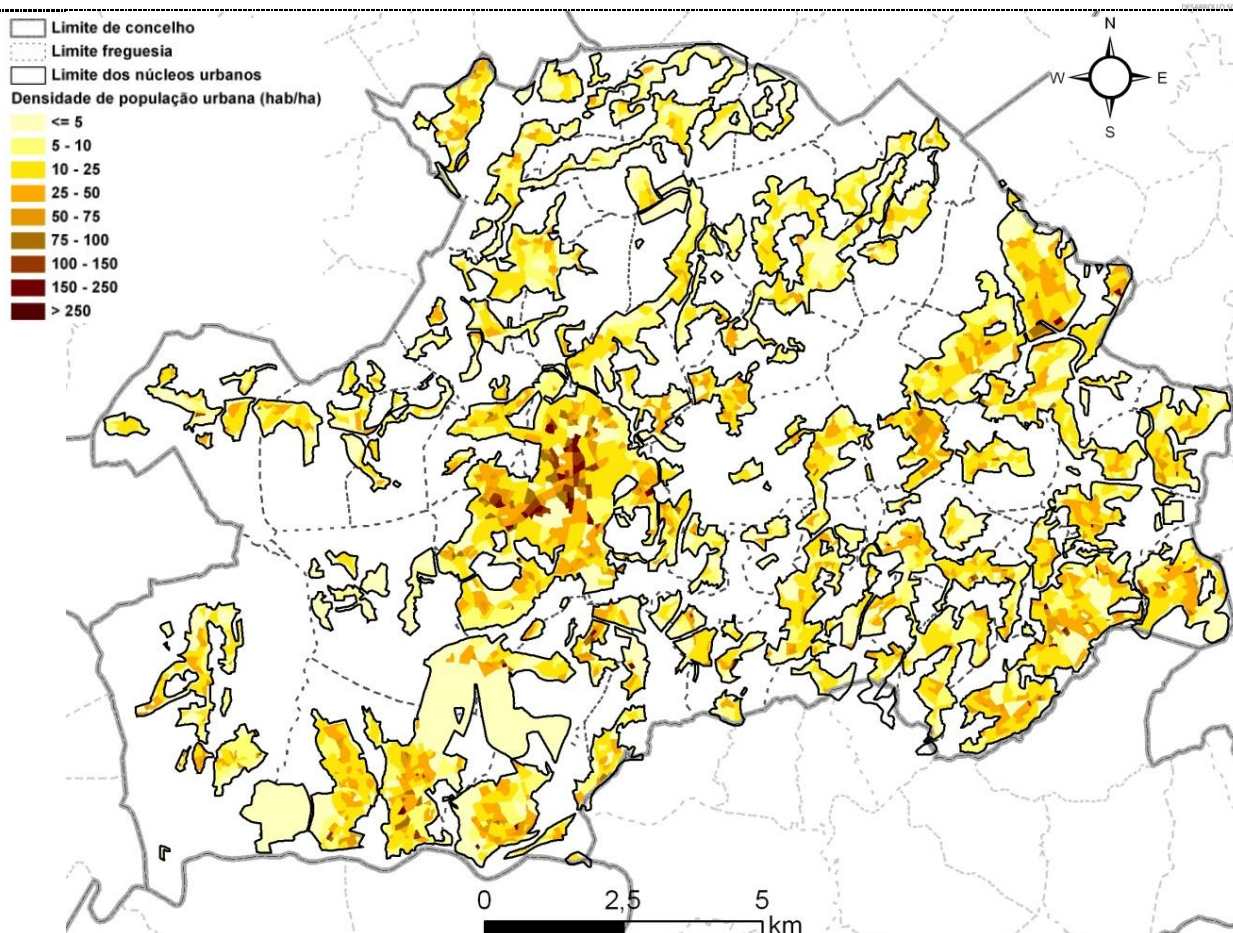 Limite de concelho
Limite freguesia
Limite dos núcleos urbanos
Densidade de população urbana (hab/ha)
<= 5
5 - 10
10 - 25
25 - 50
50 - 75
75 - 100
100 - 150
150 - 250
> 250
N
W E
S
0 2,5 5
km